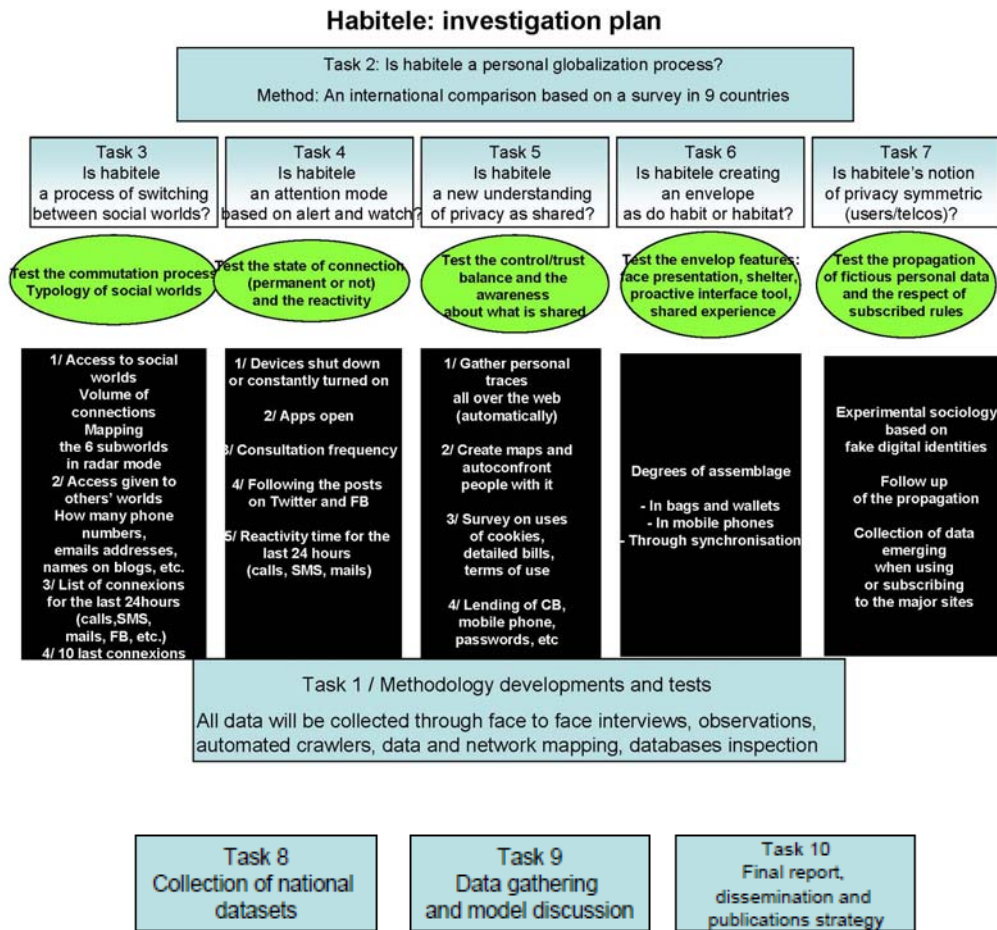 Habitele: investigation plan
Task 2: Is habitele a personal globalization process?
Method: An international comparison based on a survey in 9 countries
Task 3
Is habitele
a process of switching
between social worlds?
Task 4
Is habitele
an attention mode
based on alert and watch?
Task 5
Is habitele
a new understanding
of privacy as shared?
Task 6
Is habitele creating
an envelope
as do habit or habitat?
Task 7
Is habitele's notion
of privacy symmetric
(users/telcos)?
Test the commutation process
Typology of social worlds
Test the state of connection
(permanent or not)
and the reactivity
Test the control/trust
balance and the
awareness
about what is shared
Test the envelop features:
face presentation, shelter,
proactive interface tool,
shared experience
Test the propagation
of fictious personal data
and the respect of
subscribed rules
1/ Access to social
worlds
Volume of
connections
Mapping
the 6 subworlds
in radar mode
2/ Access given to
others' worlds
How many phone
numbers,
emails addresses,
names on blogs, etc.
3/ List of connexions
for the last 24hours
(calls,SMS,
mails, FB, etc.)
4/ 10 last connexions
1/ Devices shut down
or constantly turned on
2/ Apps open
3/ Consultation frequency
4/ Following the posts
on Twitter and FB
5/ Reactivity time for the
last 24 hours
(calls, SMS, mails)
1/ Gather personal
traces
all over the web
(automatically)
2/ Create maps and
autoconfront
people with it
3/ Survey on uses
of cookies,
detailed bills,
terms of use
4/ Lending of CB,
mobile phone,
passwords, etc
Degrees of assemblage
- In bags and wallets
- In mobile phones
- Through synchronisation
Experimental sociology
based on
fake digital identities
Follow up
of the propagation
Collection of data
emerging
when using
or subscribing
to the major sites
Task 1 / Methodology developments and tests
All data will be collected through face to face interviews, observations,
automated crawlers, data and network mapping, databases inspection
Task 8
Collection of national
datasets
Task 9
Data gathering
and model discussion
Task 10
Final report,
dissemination and
publications strategy